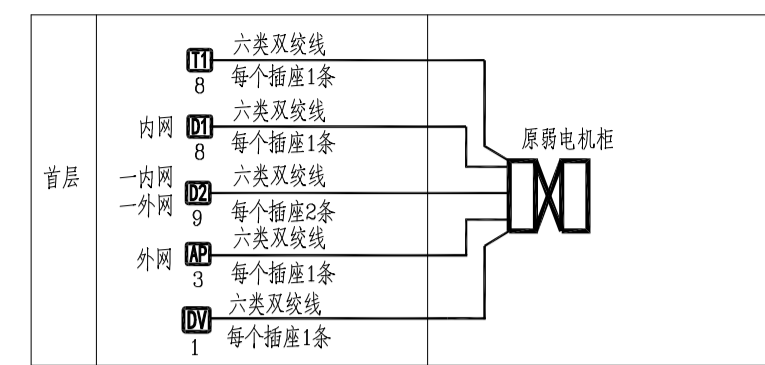 首层
T1
六类双绞线
8
每个插座1条
内网
D1
六类双绞线
8
每个插座1条
一内网
一外网
D2
六类双绞线
9
每个插座2条
外网
AP
六类双绞线
3
每个插座1条
DV
六类双绞线
1
每个插座1条
原弱电机柜